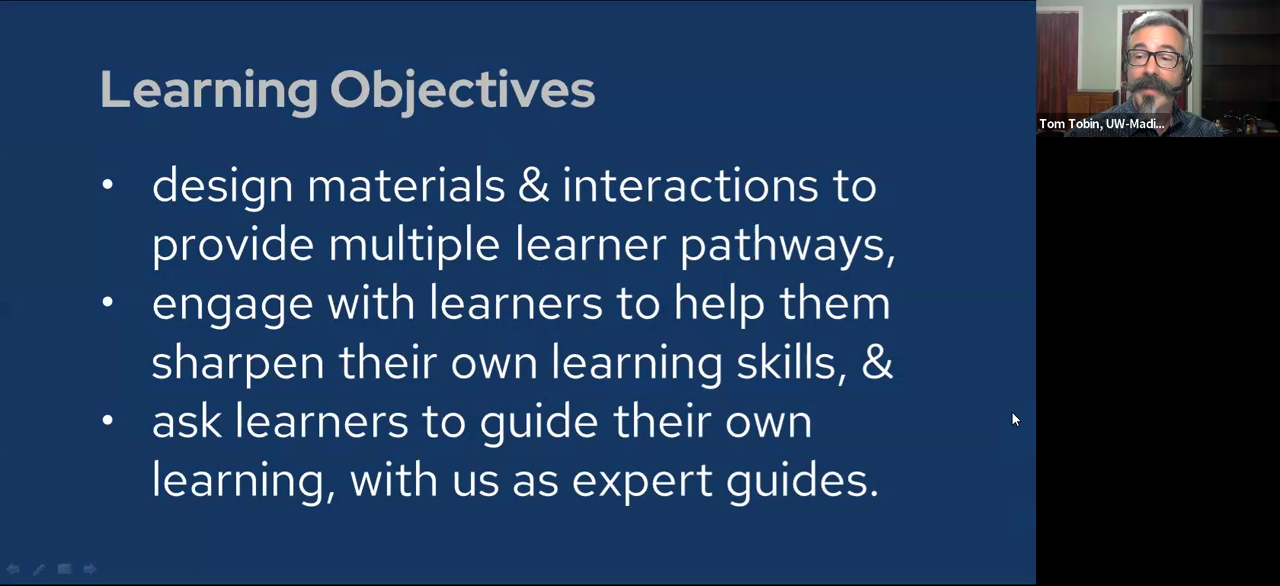 Learning Objectives
• design materials & interactions to
provide multiple learner pathways,
• engage with learners to help them
sharpen their own learning skills, &
• ask learners to guide their own
learning, with us as expert guides.
Tom Tobin, UW-Madi...